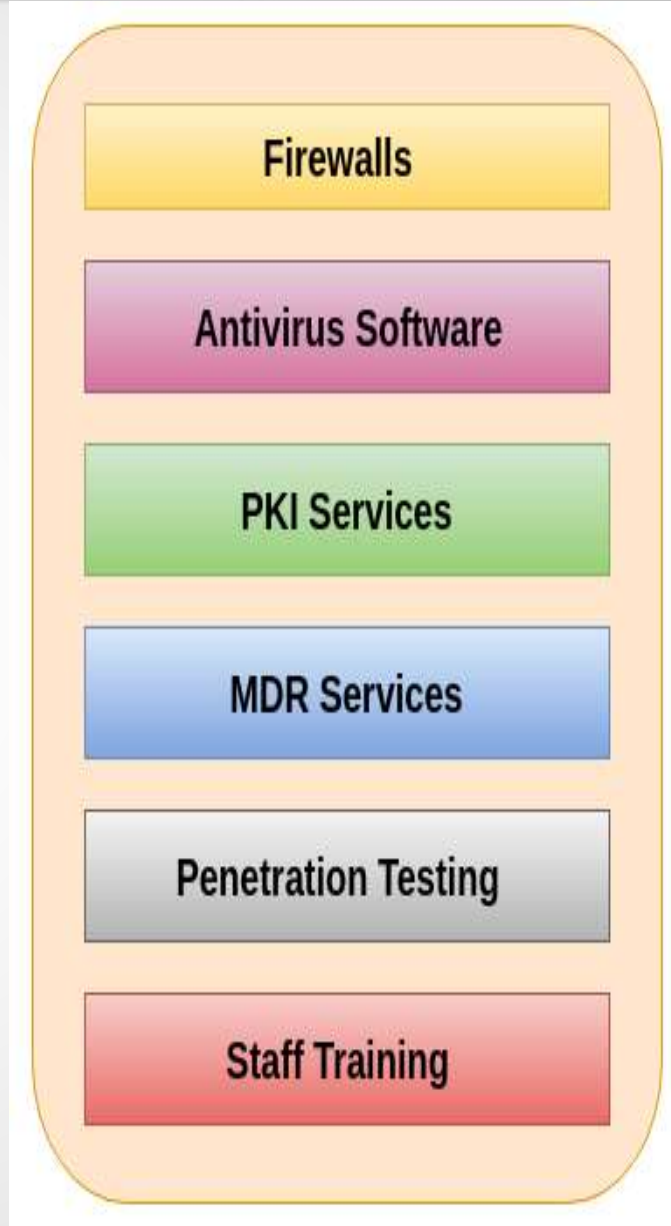 Firewalls
Antivirus Software
PKI Services
MDR Services
Penetration Testing
Staff Training